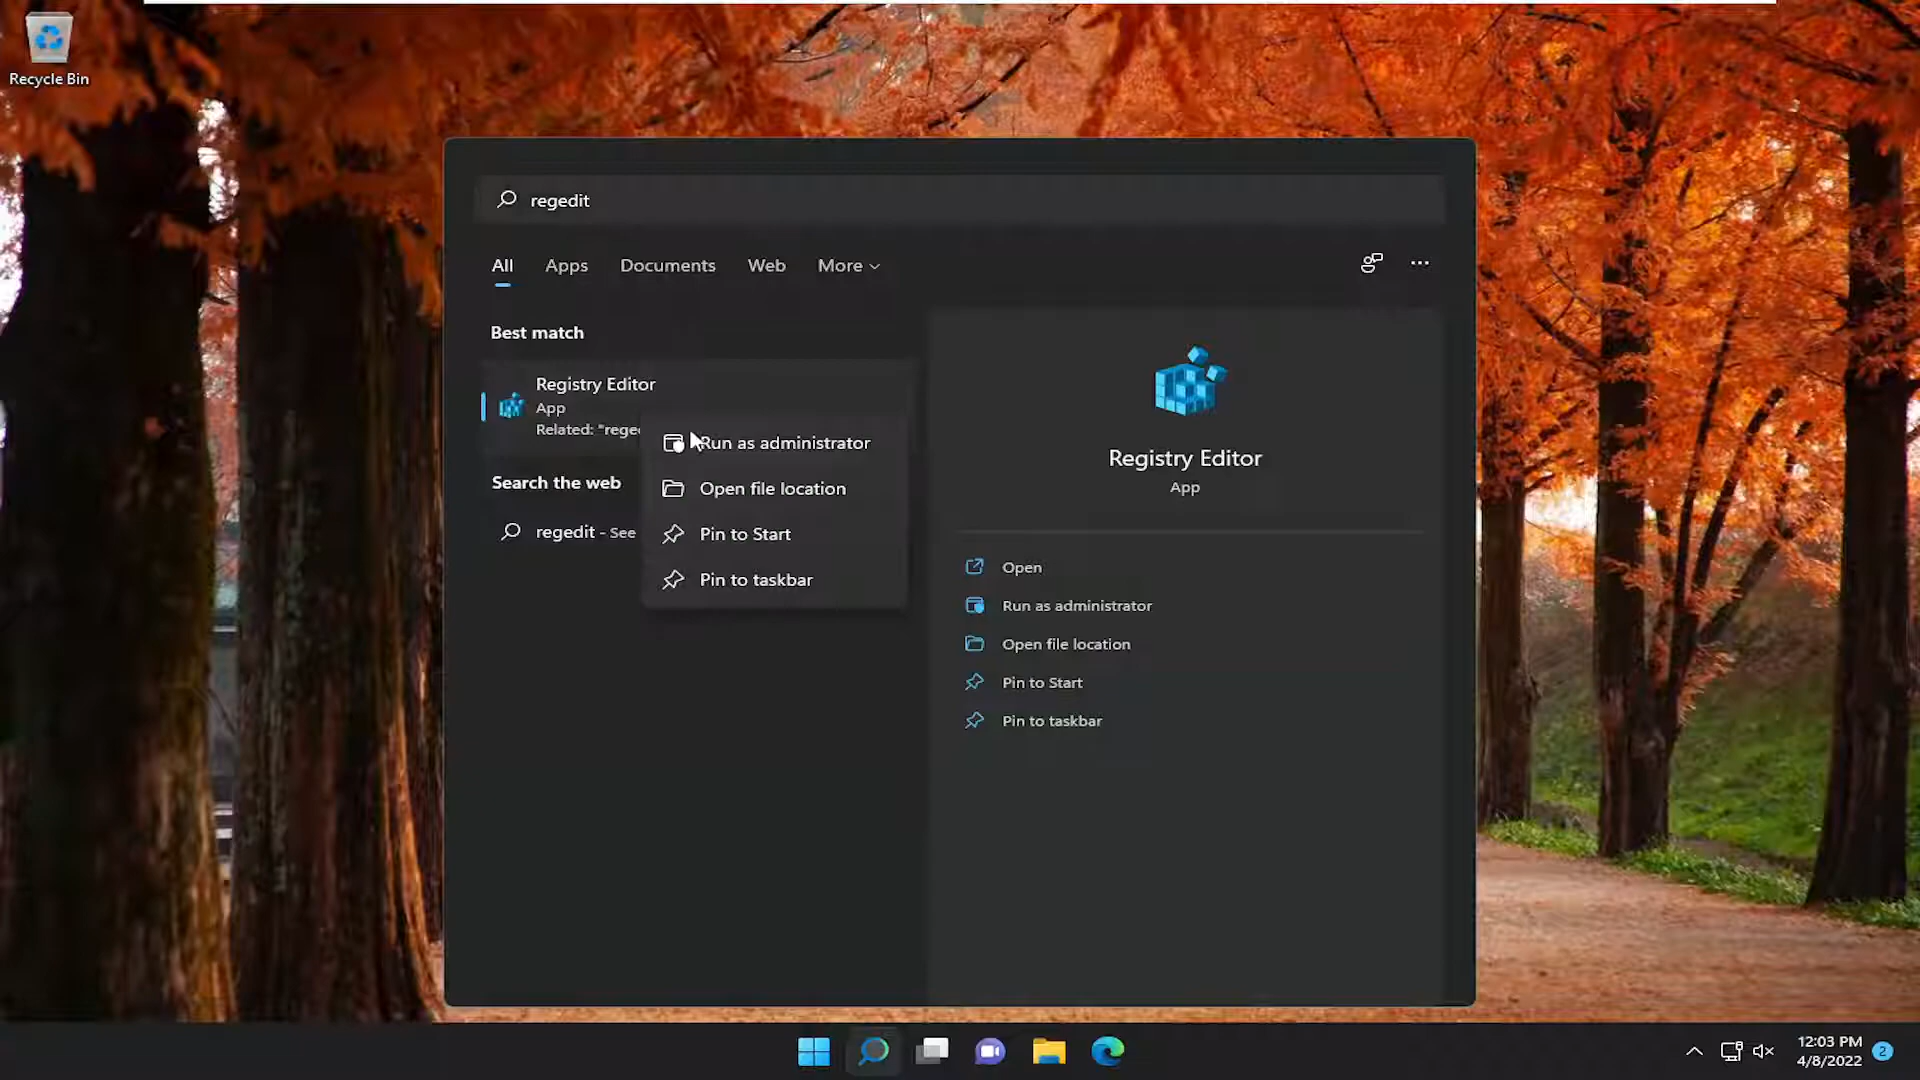 Recycle Bin
regedit
All Apps Documents Web More
Best match
Registry Editor
App
Related: "rege
Search the web
regedit - See
Run as administrator
Open file location
Pin to Start
Pin to taskbar
Registry Editor
App
Open
Run as administrator
Open file location
Pin to Start
Pin to taskbar
12:03 PM
4/8/2022
2